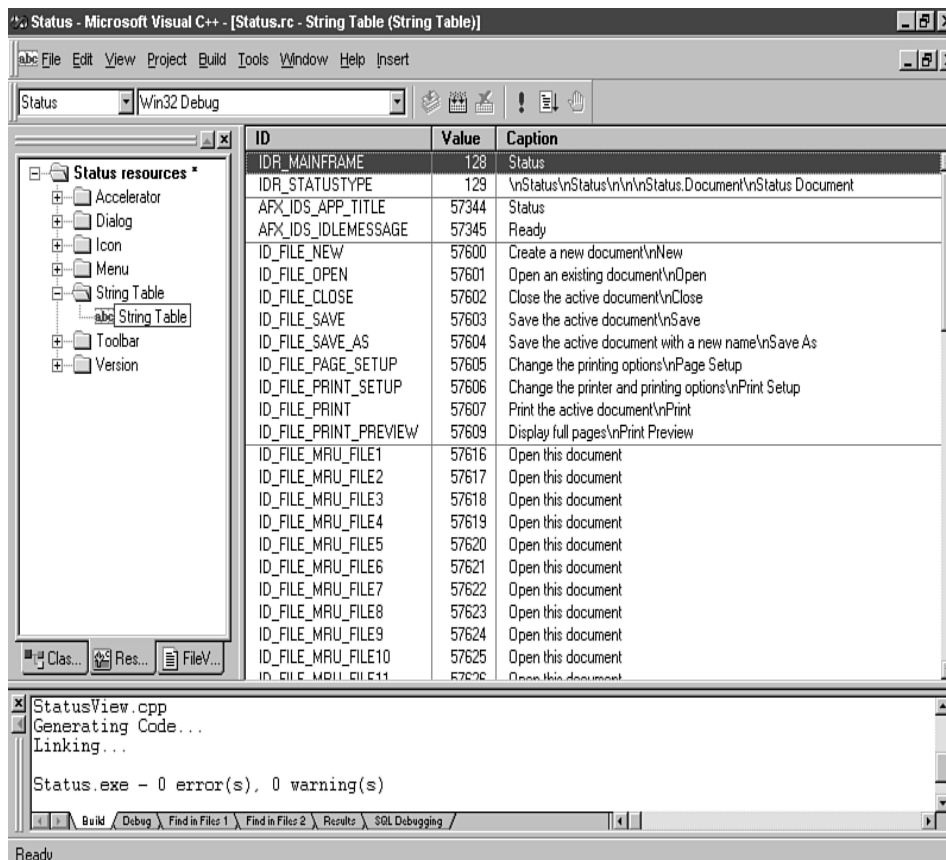 Status - Microsoft Visual C++ - [Status.rc - String Table (String Table)]
abc File Edit View Project Build Tools Window Help Insert
Status Win32 Debug
Status resources *
Accelerator
Dialog
Icon
Menu
String Table
abc String Table
Toolbar
Version
Clas... Res... FileV...
ID Value Caption
IDR_MAINFRAME 128 Status
IDR_STATUSTYPE 129 \nStatus\nStatus\n\n\nStatus.Document\nStatus Document
AFX_IDS_APP_TITLE 57344 Status
AFX_IDS_IDLEMESSAGE 57345 Ready
ID_FILE_NEW 57600 Create a new document\nNew
ID_FILE_OPEN 57601 Open an existing document\nOpen
ID_FILE_CLOSE 57602 Close the active document\nClose
ID_FILE_SAVE 57603 Save the active document\nSave
ID_FILE_SAVE_AS 57604 Save the active document with a new name\nSave As
ID_FILE_PAGE_SETUP 57605 Change the printing options\nPage Setup
ID_FILE_PRINT_SETUP 57606 Change the printer and printing options\nPrint Setup
ID_FILE_PRINT 57607 Print the active document\nPrint
ID_FILE_PRINT_PREVIEW 57609 Display full pages\nPrint Preview
ID_FILE_MRU_FILE1 57616 Open this document
ID_FILE_MRU_FILE2 57617 Open this document
ID_FILE_MRU_FILE3 57618 Open this document
ID_FILE_MRU_FILE4 57619 Open this document
ID_FILE_MRU_FILE5 57620 Open this document
ID_FILE_MRU_FILE6 57621 Open this document
ID_FILE_MRU_FILE7 57622 Open this document
ID_FILE_MRU_FILE8 57623 Open this document
ID_FILE_MRU_FILE9 57624 Open this document
ID_FILE_MRU_FILE10 57625 Open this document
ID_FILE_MRU_FILE11 57626 Open this document
StatusView.cpp
Generating Code...
Linking...
Status.exe - 0 error(s), 0 warning(s)
Build Debug Find in Files 1 Find in Files 2 Results SQL Debugging
Ready